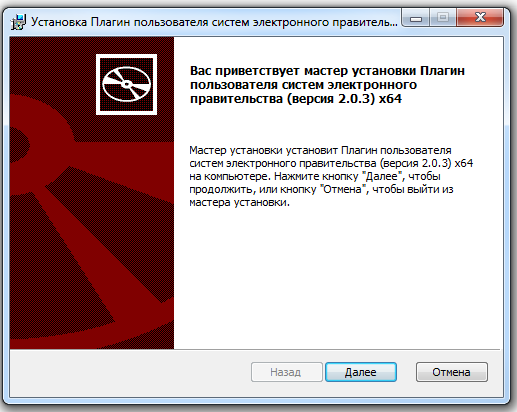 Установка Плагин пользователя систем электронного правитель...
Вас приветствует мастер установки Плагин
пользователя систем электронного
правительства (версия 2.0.3) x64
Мастер установки установит Плагин пользователя
систем электронного правительства (версия 2.0.3) x64
на компьютере. Нажмите кнопку "Далее", чтобы
продолжить, или кнопку "Отмена", чтобы выйти из
мастера установки.
Назад
Далее
Отмена